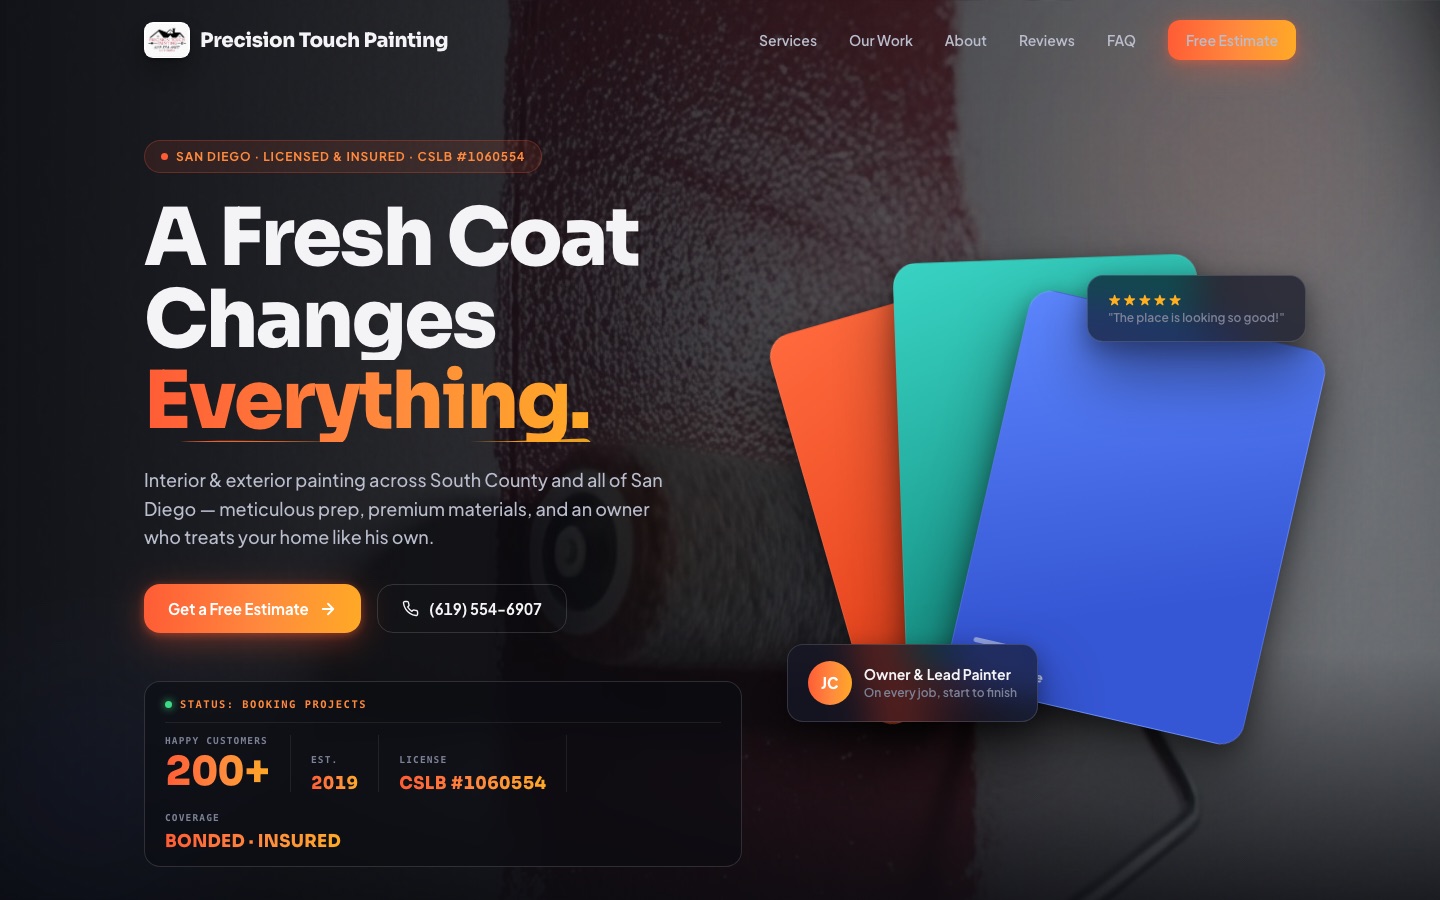 Precision Touch Painting
Services
Our Work
About
Reviews
FAQ
Free Estimate
SAN DIEGO · LICENSED & INSURED · CSLB #1060554
A Fresh Coat
Changes
Everything.
Interior & exterior painting across South County and all of San
Diego — meticulous prep, premium materials, and an owner
who treats your home like his own.
Get a Free Estimate →
(619) 554-6907
★★★★★
"The place is looking so good!"
JC
Owner & Lead Painter
On every job, start to finish
STATUS: BOOKING PROJECTS
HAPPY CUSTOMERS
200+
EST.
2019
LICENSE
CSLB #1060554
COVERAGE
BONDED · INSURED